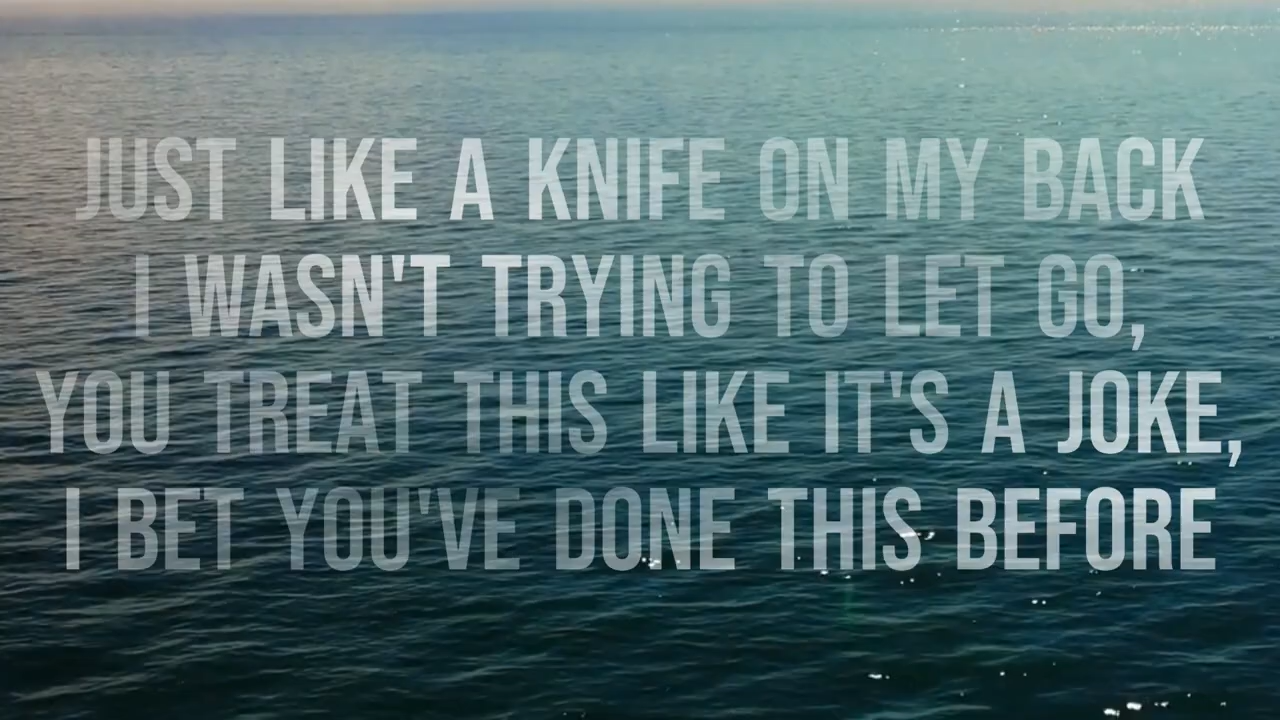 JUST LIKE A KNIFE ON MY BACK
I WASN'T TRYING TO LET GO,
YOU TREAT THIS LIKE IT'S A JOKE,
I BET YOU'VE DONE THIS BEFORE